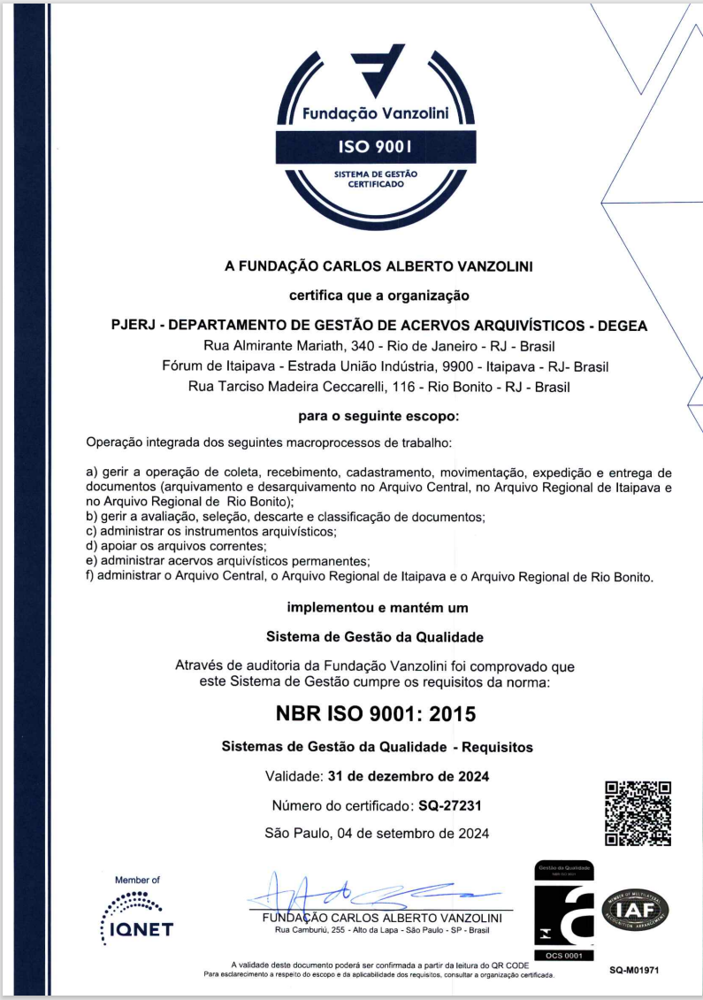 Fundação Vanzolini
ISO 9001
SISTEMA DE GESTÃO
CERTIFICADO
A FUNDAÇÃO CARLOS ALBERTO VANZOLINI
certifica que a organização
PJERJ - DEPARTAMENTO DE GESTÃO DE ACERVOS ARQUIVÍSTICOS - DEGEA
Rua Almirante Mariath, 340 - Rio de Janeiro - RJ - Brasil
Fórum de Itaipava - Estrada União Indústria, 9900 - Itaipava - RJ- Brasil
Rua Tarciso Madeira Ceccarelli, 116 - Rio Bonito - RJ - Brasil
para o seguinte escopo:
Operação integrada dos seguintes macroprocessos de trabalho:
a) gerir a operação de coleta, recebimento, cadastramento, movimentação, expedição e entrega de
documentos (arquivamento e desarquivamento no Arquivo Central, no Arquivo Regional de Itaipava e
no Arquivo Regional de Rio Bonito);
b) gerir a avaliação, seleção, descarte e classificação de documentos;
c) administrar os instrumentos arquivísticos;
d) apoiar os arquivos correntes;
e) administrar acervos arquivísticos permanentes;
f) administrar o Arquivo Central, o Arquivo Regional de Itaipava e o Arquivo Regional de Rio Bonito.
implementou e mantém um
Sistema de Gestão da Qualidade
Através de auditoria da Fundação Vanzolini foi comprovado que
este Sistema de Gestão cumpre os requisitos da norma:
NBR ISO 9001: 2015
Sistemas de Gestão da Qualidade - Requisitos
Validade: 31 de dezembro de 2024
Número do certificado: SQ-27231
São Paulo, 04 de setembro de 2024
Member of
IQNET
FUNDAÇÃO CARLOS ALBERTO VANZOLINI
Rua Camburiú, 255 - Alto da Lapa - São Paulo - SP - Brasil
Gestão da Qualidade
NBR ISO 9001
OCS 0001
MEMBER OF MULTILATERAL
IAF
RECOGNITION ARRANGEMENT
SQ-M01971
A validade deste documento poderá ser confirmada a partir da leitura do QR CODE
Para esclarecimento a respeito do escopo e da aplicabilidade dos requisitos, consultar a organização certificada.